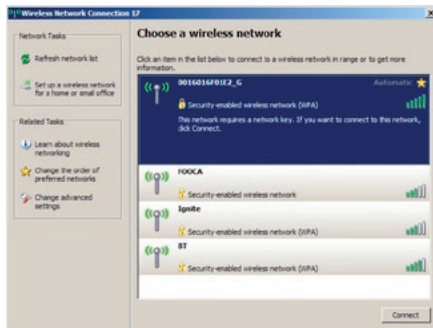 Wireless Network Connection 17
Network Tasks
Refresh network list
Set up a wireless network
for a home or small office
Related Tasks
Learn about wireless
networking
Change the order of
preferred networks
Change advanced
settings
Choose a wireless network
Click an item in the list below to connect to a wireless network in range or to get more
information.
0016016F01E2_G
Automatic
Security-enabled wireless network (WPA)
This network requires a network key. If you want to connect to this network,
click Connect.
FOOCA
Security-enabled wireless network
Ignite
Security-enabled wireless network (WPA)
BT
Security-enabled wireless network (WPA)
Connect